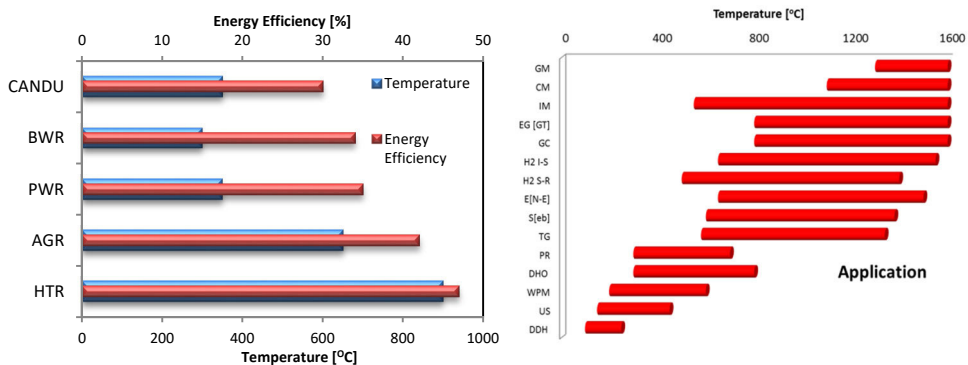 Energy Efficiency [%]
0 10 20 30 40 50
CANDU
BWR
PWR
AGR
HTR
Temperature
Energy
Efficiency
0 200 400 600 800 1000
Temperature [⁰C]
Temperature [⁰C]
0 400 800 1200 1600
GM
CM
IM
EG [GT]
GC
H2 I-S
H2 S-R
E[N-E]
S[eb]
TG
PR
DHO
WPM
US
DDH
Application